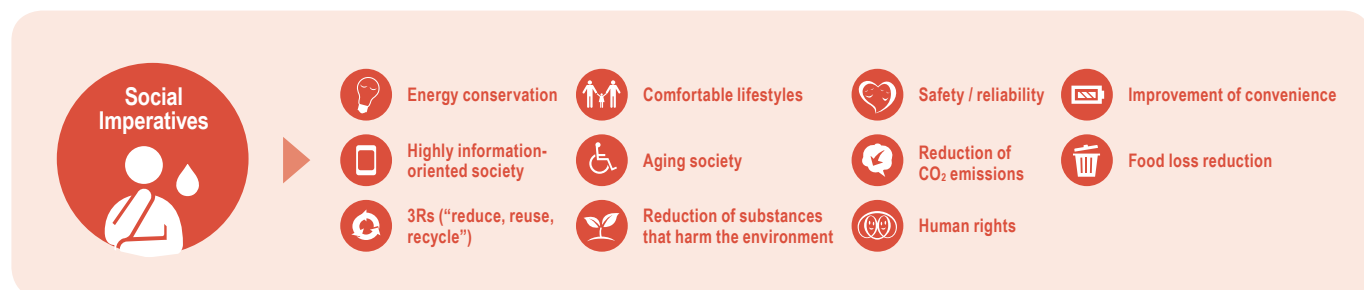 Social
Imperatives
Energy conservation
Highly information-
oriented society
3Rs (“reduce, reuse,
recycle”)
Comfortable lifestyles
Aging society
Reduction of substances
that harm the environment
Safety / reliability
Reduction of
CO₂ emissions
Human rights
Improvement of convenience
Food loss reduction